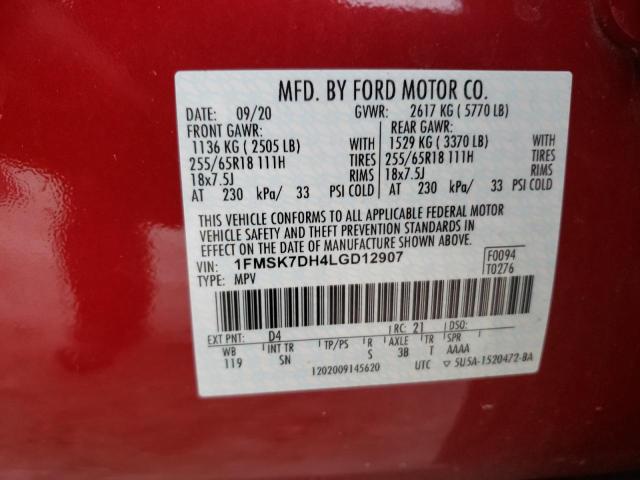 MFD. BY FORD MOTOR CO.
DATE: 09/20 GVWR: 2617 KG ( 5770 LB)
FRONT GAWR: REAR GAWR:
1136 KG ( 2505 LB) WITH 1529 KG ( 3370 LB) WITH
255/65R18 111H TIRES 255/65R18 111H TIRES
18x7.5J RIMS 18x7.5J RIMS
AT 230 kPa/ 33 PSI COLD AT 230 kPa/ 33 PSI COLD
THIS VEHICLE CONFORMS TO ALL APPLICABLE FEDERAL MOTOR
VEHICLE SAFETY AND THEFT PREVENTION STANDARDS IN
EFFECT ON THE DATE OF MANUFACTURE SHOWN ABOVE.
VIN: 1FMSK7DH4LGD12907 F0094
TYPE: MPV T0276
EXT PNT: D4 RC: 21 DSO:
WB INT TR TP/PS R AXLE TR SPR
119 SN S 3B T AAAA
1202009145620 UTC ▽ 5U5A-1520472-BA